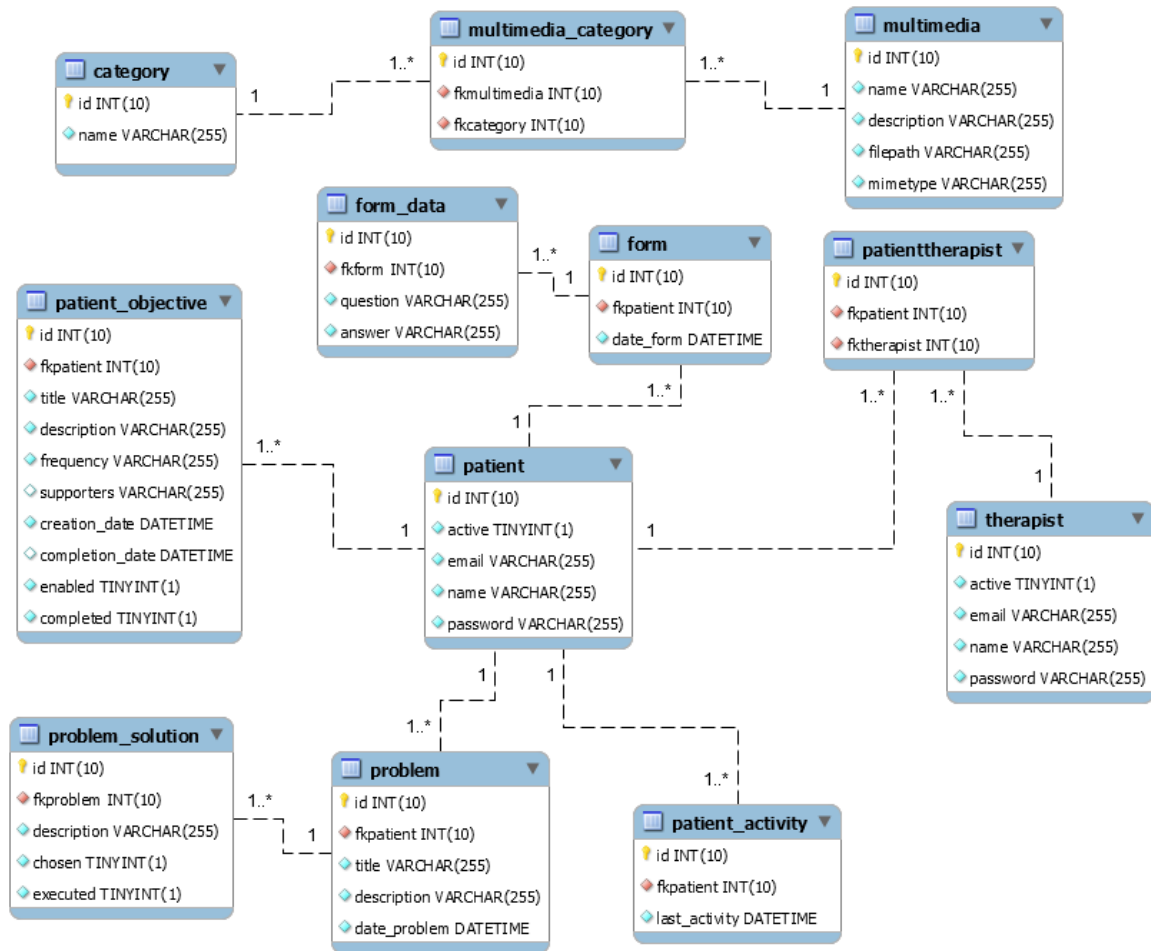 category
id INT(10)
name VARCHAR(255)
1
1..*
multimedia_category
id INT(10)
fkmultimedia INT(10)
fkcategory INT(10)
1..*
1
multimedia
id INT(10)
name VARCHAR(255)
description VARCHAR(255)
filepath VARCHAR(255)
mimetype VARCHAR(255)
form_data
id INT(10)
fkform INT(10)
question VARCHAR(255)
answer VARCHAR(255)
1..*
1
form
id INT(10)
fkpatient INT(10)
date_form DATETIME
1..*
1
patienttherapist
id INT(10)
fkpatient INT(10)
fktherapist INT(10)
1..*
1..*
1
1
patient_objective
id INT(10)
fkpatient INT(10)
title VARCHAR(255)
description VARCHAR(255)
frequency VARCHAR(255)
supporters VARCHAR(255)
creation_date DATETIME
completion_date DATETIME
enabled TINYINT(1)
completed TINYINT(1)
1..*
1
patient
id INT(10)
active TINYINT(1)
email VARCHAR(255)
name VARCHAR(255)
password VARCHAR(255)
therapist
id INT(10)
active TINYINT(1)
email VARCHAR(255)
name VARCHAR(255)
password VARCHAR(255)
1
1..*
1
1..*
problem_solution
id INT(10)
fkproblem INT(10)
description VARCHAR(255)
chosen TINYINT(1)
executed TINYINT(1)
1..*
1
problem
id INT(10)
fkpatient INT(10)
title VARCHAR(255)
description VARCHAR(255)
date_problem DATETIME
patient_activity
id INT(10)
fkpatient INT(10)
last_activity DATETIME